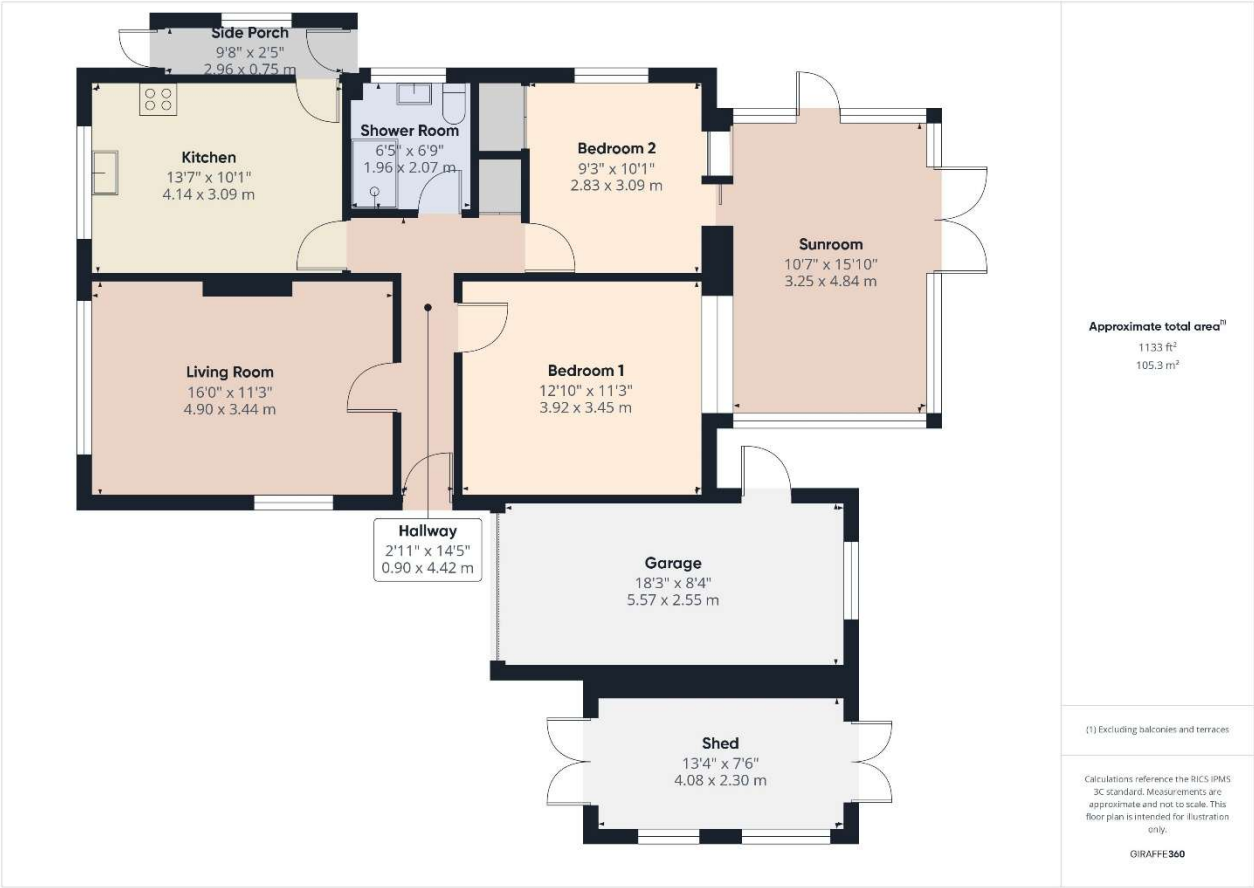 Side Porch
9'8" x 2'5"
2.96 x 0.75 m
Kitchen
13'7" x 10'1"
4.14 x 3.09 m
Shower Room
6'5" x 6'9"
1.96 x 2.07 m
Bedroom 2
9'3" x 10'1"
2.83 x 3.09 m
Sunroom
10'7" x 15'10"
3.25 x 4.84 m
Living Room
16'0" x 11'3"
4.90 x 3.44 m
Bedroom 1
12'10" x 11'3"
3.92 x 3.45 m
Hallway
2'11" x 14'5"
0.90 x 4.42 m
Garage
18'3" x 8'4"
5.57 x 2.55 m
Shed
13'4" x 7'6"
4.08 x 2.30 m
Approximate total area⁽¹⁾
1133 ft²
105.3 m²
(1) Excluding balconies and terraces
Calculations reference the RICS IPMS
3C standard. Measurements are
approximate and not to scale. This
floor plan is intended for illustration
only.
GIRAFFE360